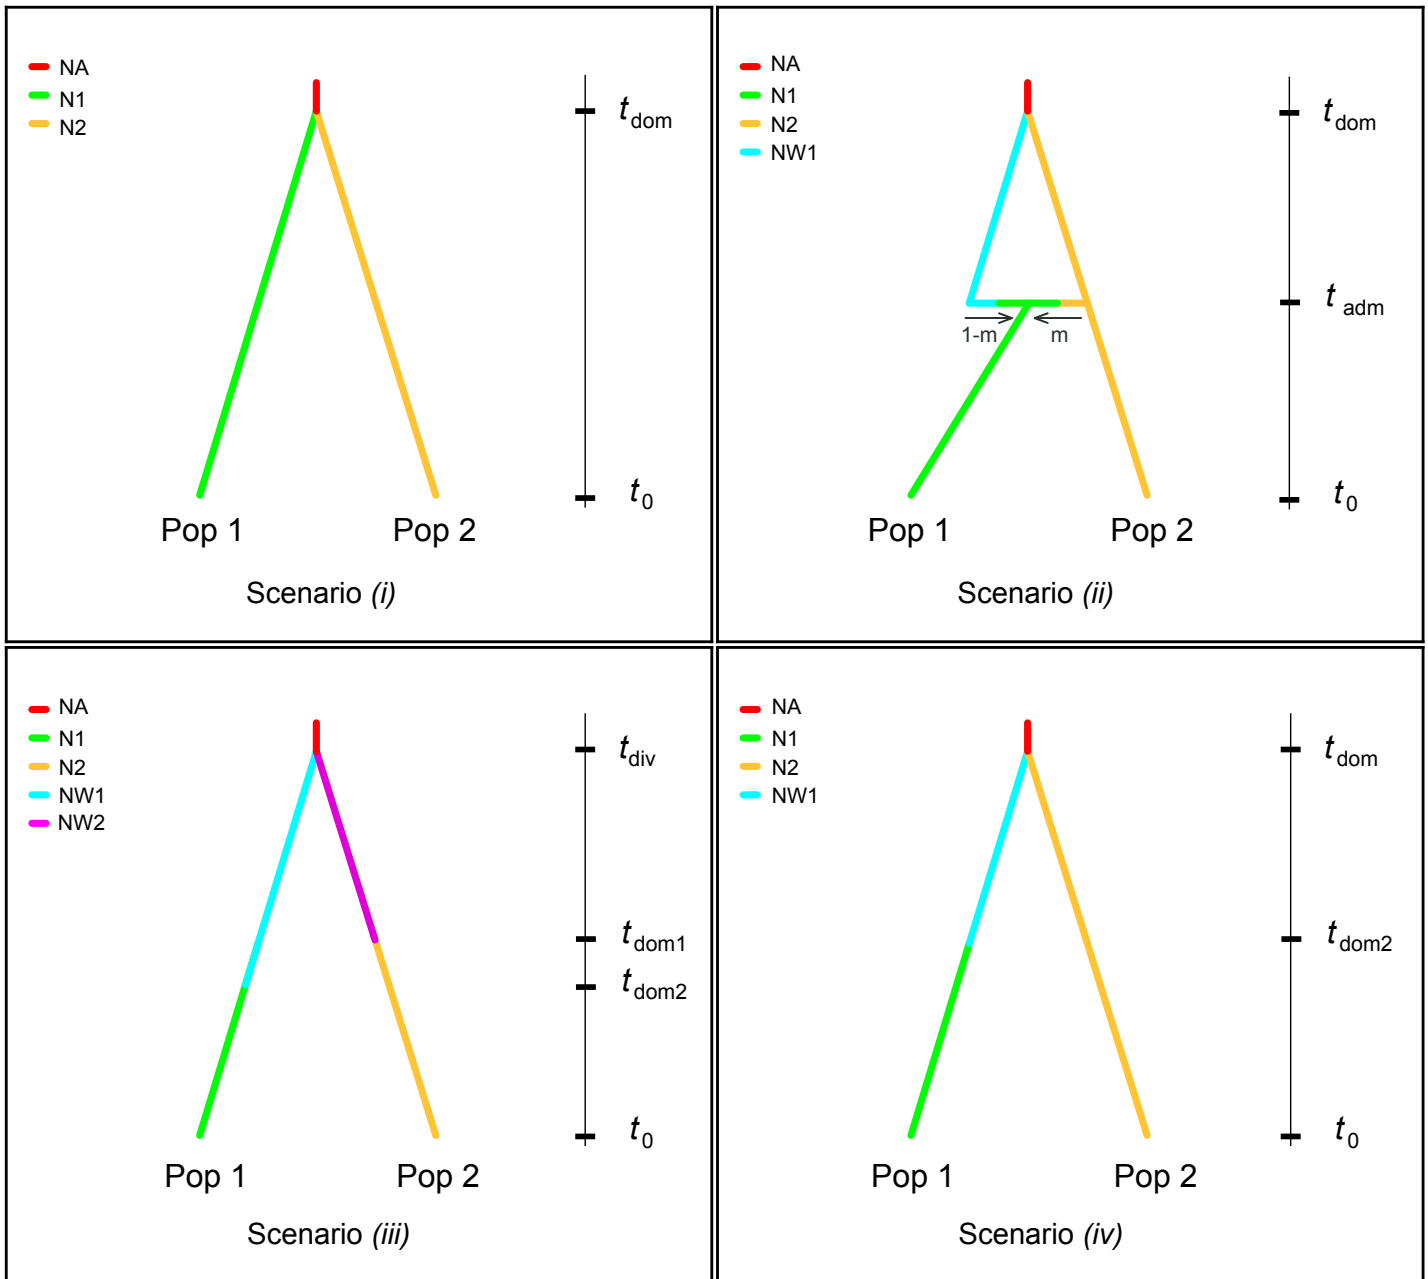 NA
N1
N2
t dom
t 0
Pop 1 Pop 2
Scenario (i)
NA
N1
N2
NW1
t dom
t adm
1-m m
t 0
Pop 1 Pop 2
Scenario (ii)
NA
N1
N2
NW1
NW2
t div
t dom1
t dom2
t 0
Pop 1 Pop 2
Scenario (iii)
NA
N1
N2
NW1
t dom
t dom2
t 0
Pop 1 Pop 2
Scenario (iv)